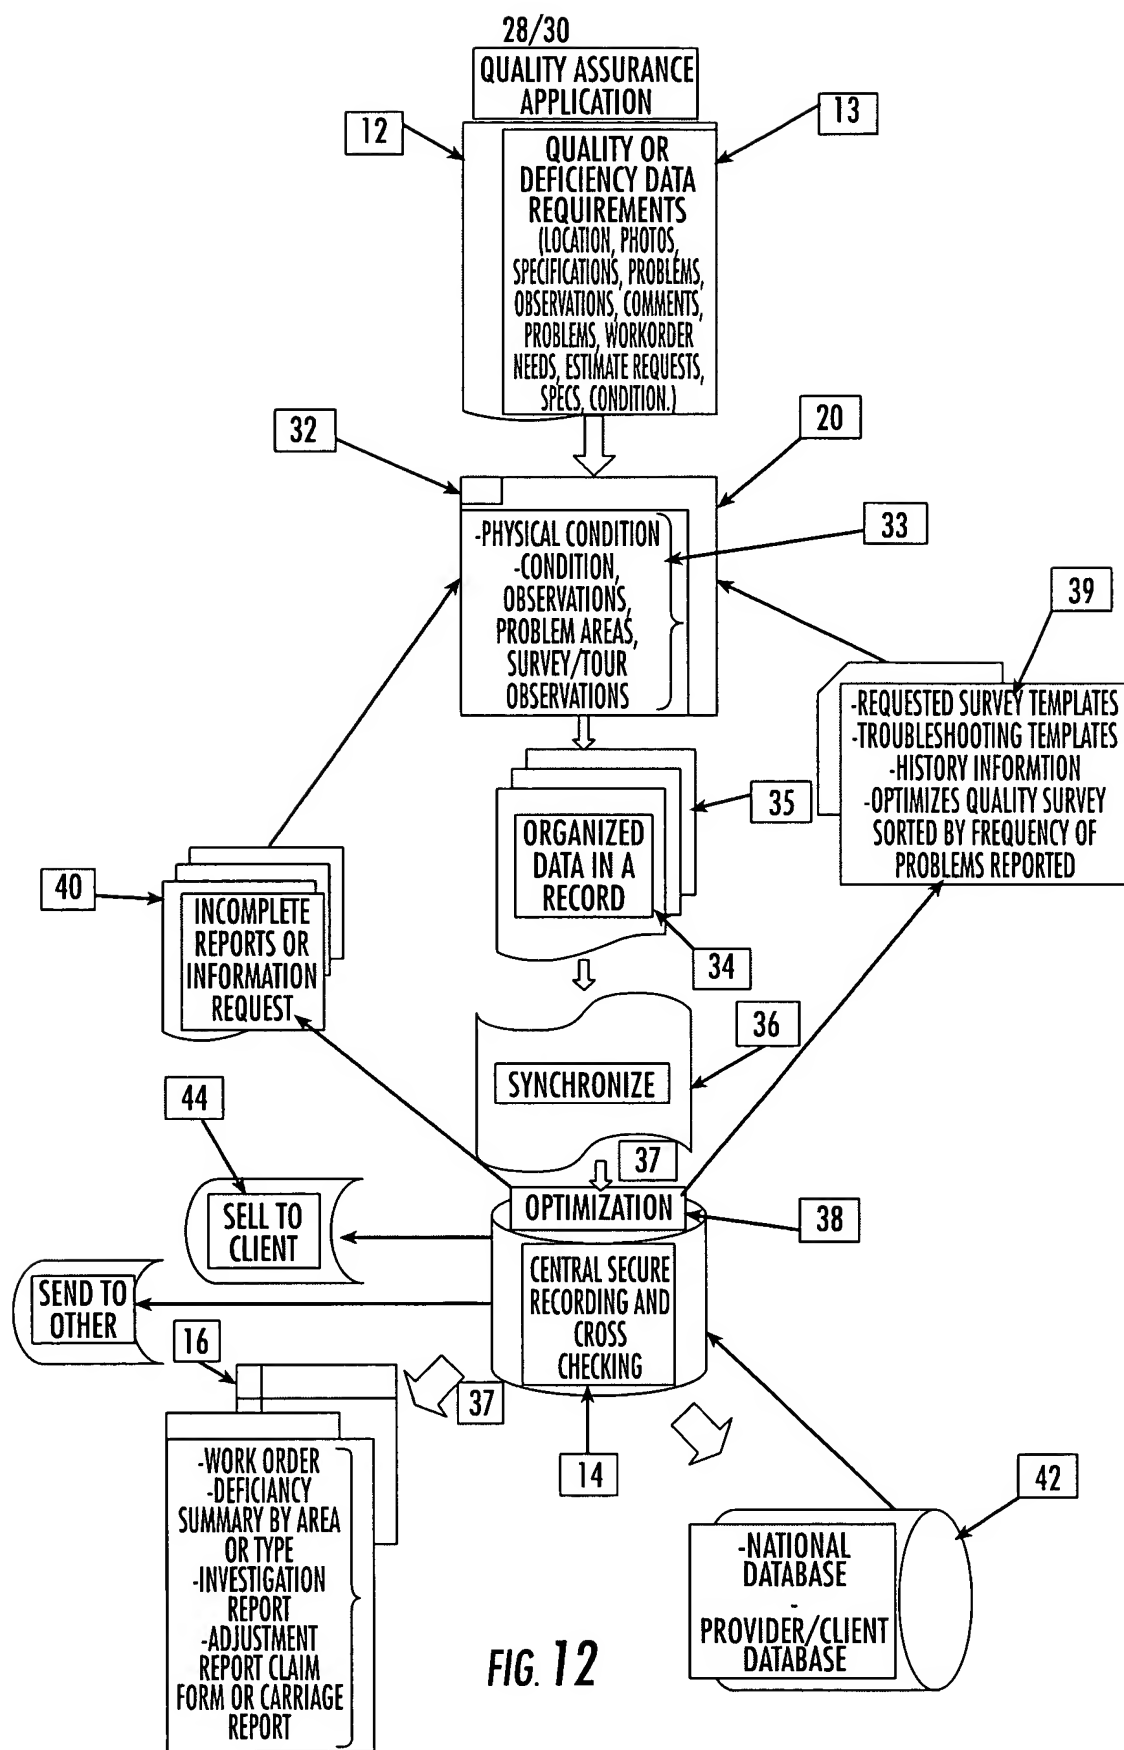 28/30
QUALITY ASSURANCE
APPLICATION
12
13
QUALITY OR
DEFICIENCY DATA
REQUIREMENTS
(LOCATION, PHOTOS,
SPECIFICATIONS, PROBLEMS,
OBSERVATIONS, COMMENTS,
PROBLEMS, WORKORDER
NEEDS, ESTIMATE REQUESTS,
SPECS, CONDITION.)
32
20
33
-PHYSICAL CONDITION
-CONDITION,
OBSERVATIONS,
PROBLEM AREAS,
SURVEY/TOUR
OBSERVATIONS
39
-REQUESTED SURVEY TEMPLATES
-TROUBLESHOOTING TEMPLATES
-HISTORY INFORMTION
-OPTIMIZES QUALITY SURVEY
SORTED BY FREQUENCY OF
PROBLEMS REPORTED
35
ORGANIZED
DATA IN A
RECORD
34
40
INCOMPLETE
REPORTS OR
INFORMATION
REQUEST
36
SYNCHRONIZE
44
37
SELL TO
CLIENT
OPTIMIZATION
38
CENTRAL SECURE
RECORDING AND
CROSS
CHECKING
SEND TO
OTHER
16
37
14
-WORK ORDER
-DEFICIANCY
SUMMARY BY AREA
OR TYPE
-INVESTIGATION
REPORT
-ADJUSTMENT
REPORT CLAIM
FORM OR CARRIAGE
REPORT
42
-NATIONAL
DATABASE
-
PROVIDER/CLIENT
DATABASE
FIG. 12